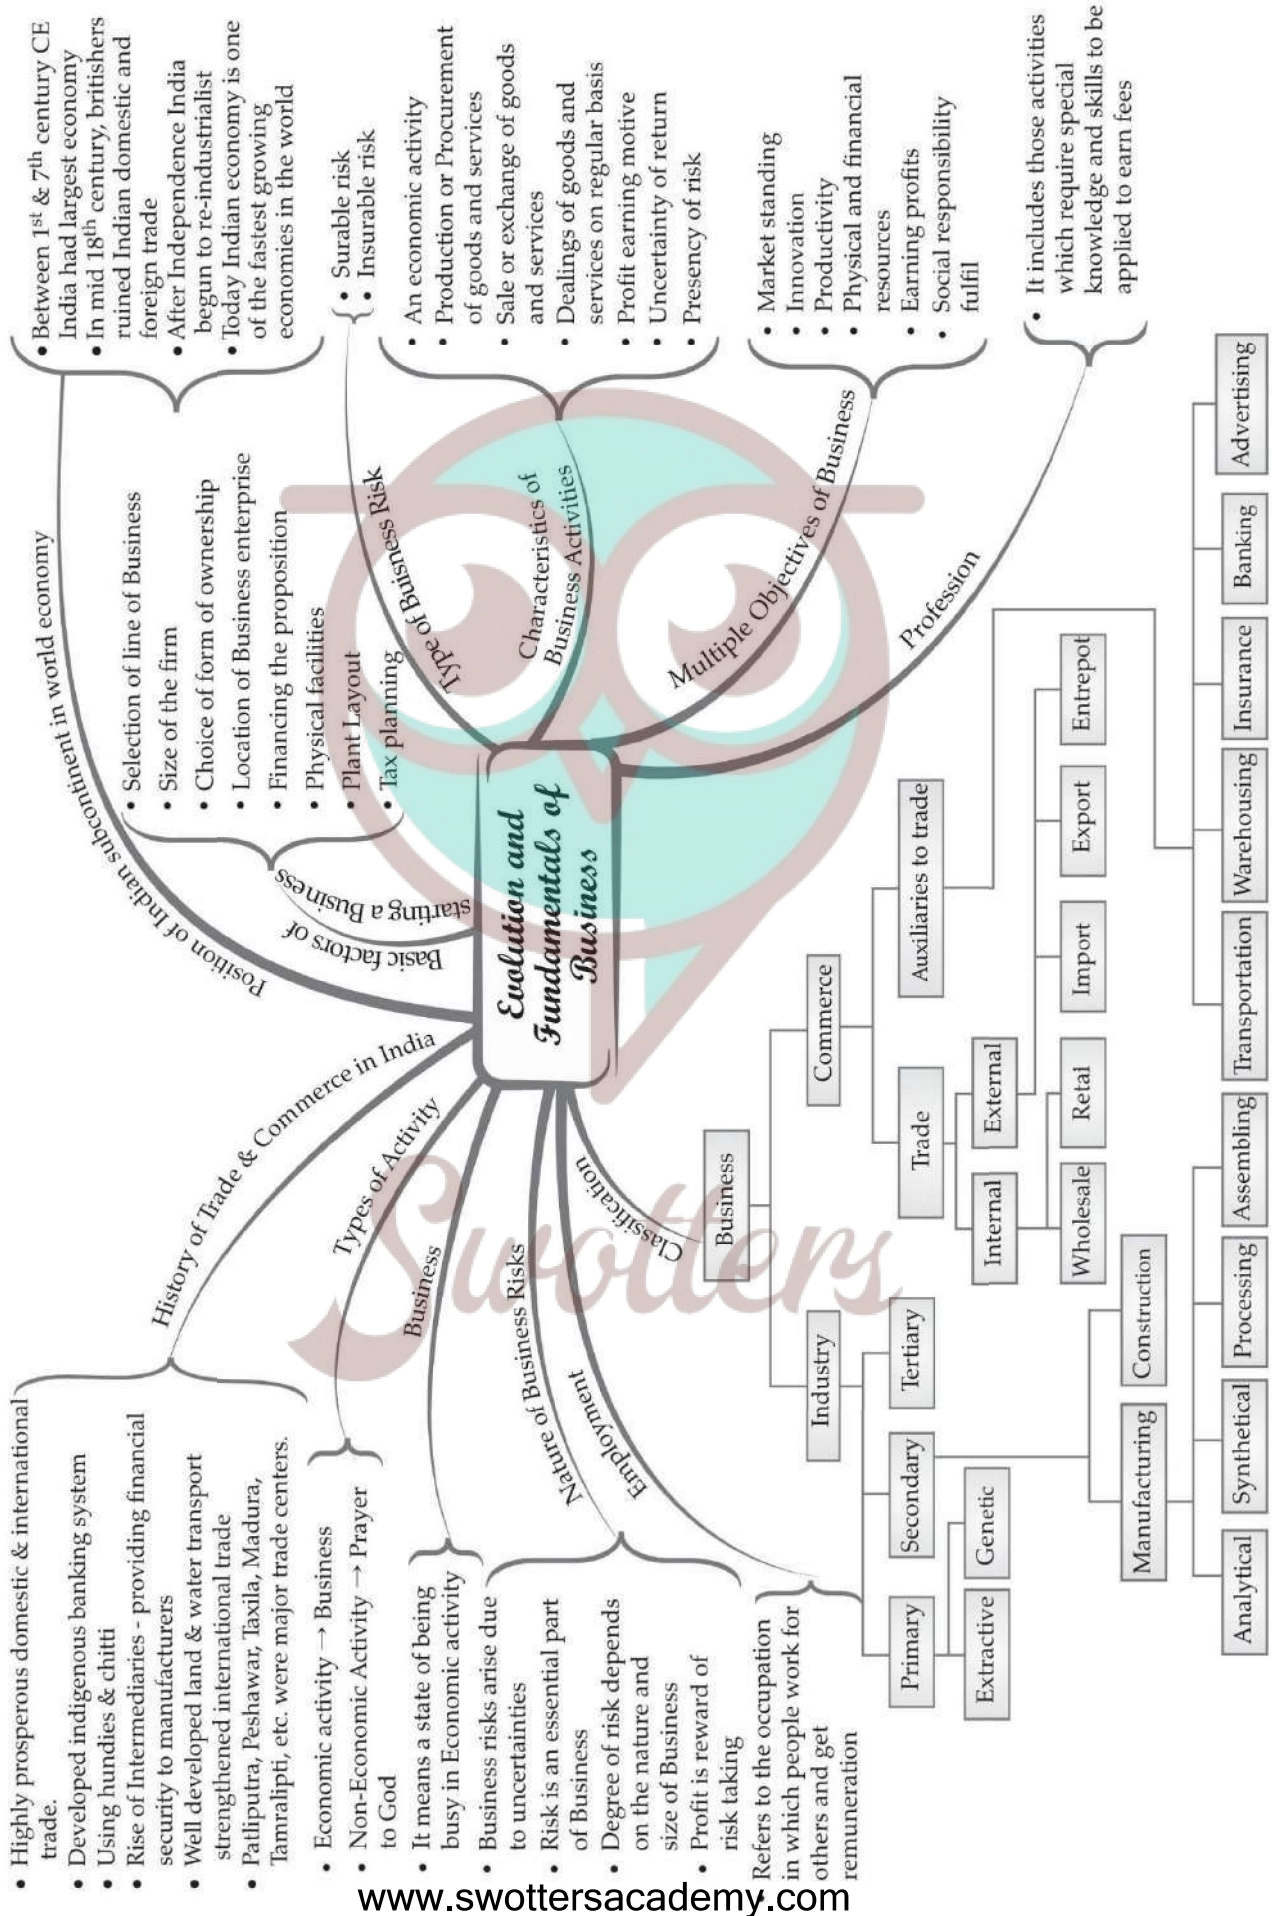 • Highly prosperous domestic & international
trade.
• Developed indigenous banking system
• Using hundies & chitti
• Rise of Intermediaries - providing financial
security to manufacturers
• Well developed land & water transport
strengthened international trade
• Patliputra, Peshawar, Taxila, Madura,
Tamralipti, etc. were major trade centers.
History of Trade & Commerce in India
• Economic activity → Business
• Non-Economic Activity → Prayer
to God
Types of Activity
• It means a state of being
busy in Economic activity
Business
• Business risks arise due
to uncertainties
• Risk is an essential part
of Business
• Degree of risk depends
on the nature and
size of Business
• Profit is reward of
risk taking
Nature of Business Risks
• Refers to the occupation
in which people work for
others and get
remuneration
Employment
Classification
Evolution and
Fundamentals of
Business
Position of Indian subcontinent in world economy
• Between 1st & 7th century CE
India had largest economy
• In mid 18th century, britishers
ruined Indian domestic and
foreign trade
• After Independence India
begun to re-industrialist
• Today Indian economy is one
of the fastest growing
economies in the world
Basic factors of
starting a Business
• Selection of line of Business
• Size of the firm
• Choice of form of ownership
• Location of Business enterprise
• Financing the proposition
• Physical facilities
• Plant Layout
• Tax planning
Type of Buisness Risk
• Surable risk
• Insurable risk
Characteristics of
Business Activities
• An economic activity
• Production or Procurement
of goods and services
• Sale or exchange of goods
and services
• Dealings of goods and
services on regular basis
• Profit earning motive
• Uncertainty of return
• Presency of risk
Multiple Objectives of Business
• Market standing
• Innovation
• Productivity
• Physical and financial
resources
• Earning profits
• Social responsibility
fulfil
Profession
• It includes those activities
which require special
knowledge and skills to be
applied to earn fees
Business
Industry
Commerce
Primary
Secondary
Tertiary
Trade
Auxiliaries to trade
Extractive
Genetic
Internal
External
Wholesale
Retal
Import
Export
Entrepot
Manufacturing
Construction
Analytical
Synthetical
Processing
Assembling
Transportation
Warehousing
Insurance
Banking
Advertising
Swotters
www.swottersacademy.com